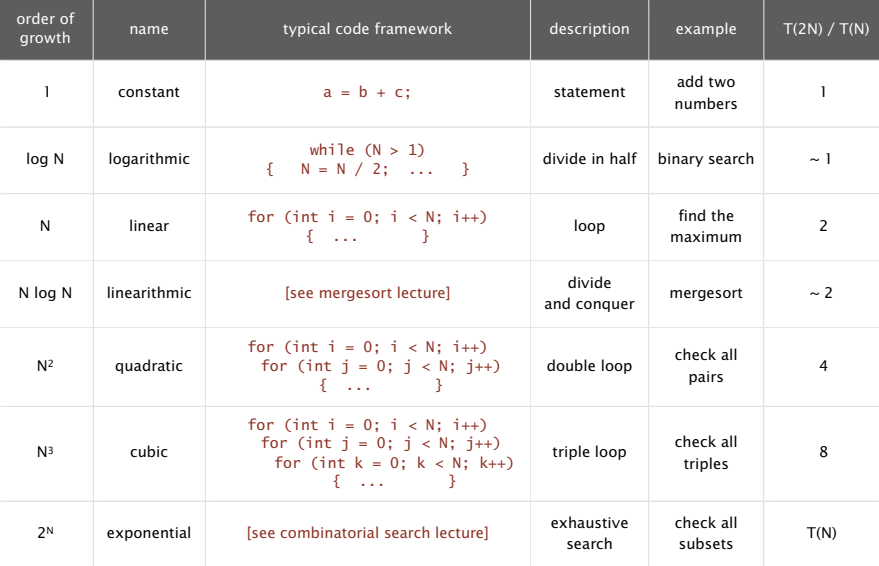 order of growth name typical code framework description example T(2N) / T(N)
1 constant a = b + c; statement add two numbers 1
log N logarithmic while (N > 1) { N = N / 2; ... } divide in half binary search ~ 1
N linear for (int i = 0; i < N; i++) { ... } loop find the maximum 2
N log N linearithmic [see mergesort lecture] divide and conquer mergesort ~ 2
N² quadratic for (int i = 0; i < N; i++) for (int j = 0; j < N; j++) { ... } double loop check all pairs 4
N³ cubic for (int i = 0; i < N; i++) for (int j = 0; j < N; j++) for (int k = 0; k < N; k++) { ... } triple loop check all triples 8
2ᴺ exponential [see combinatorial search lecture] exhaustive search check all subsets T(N)